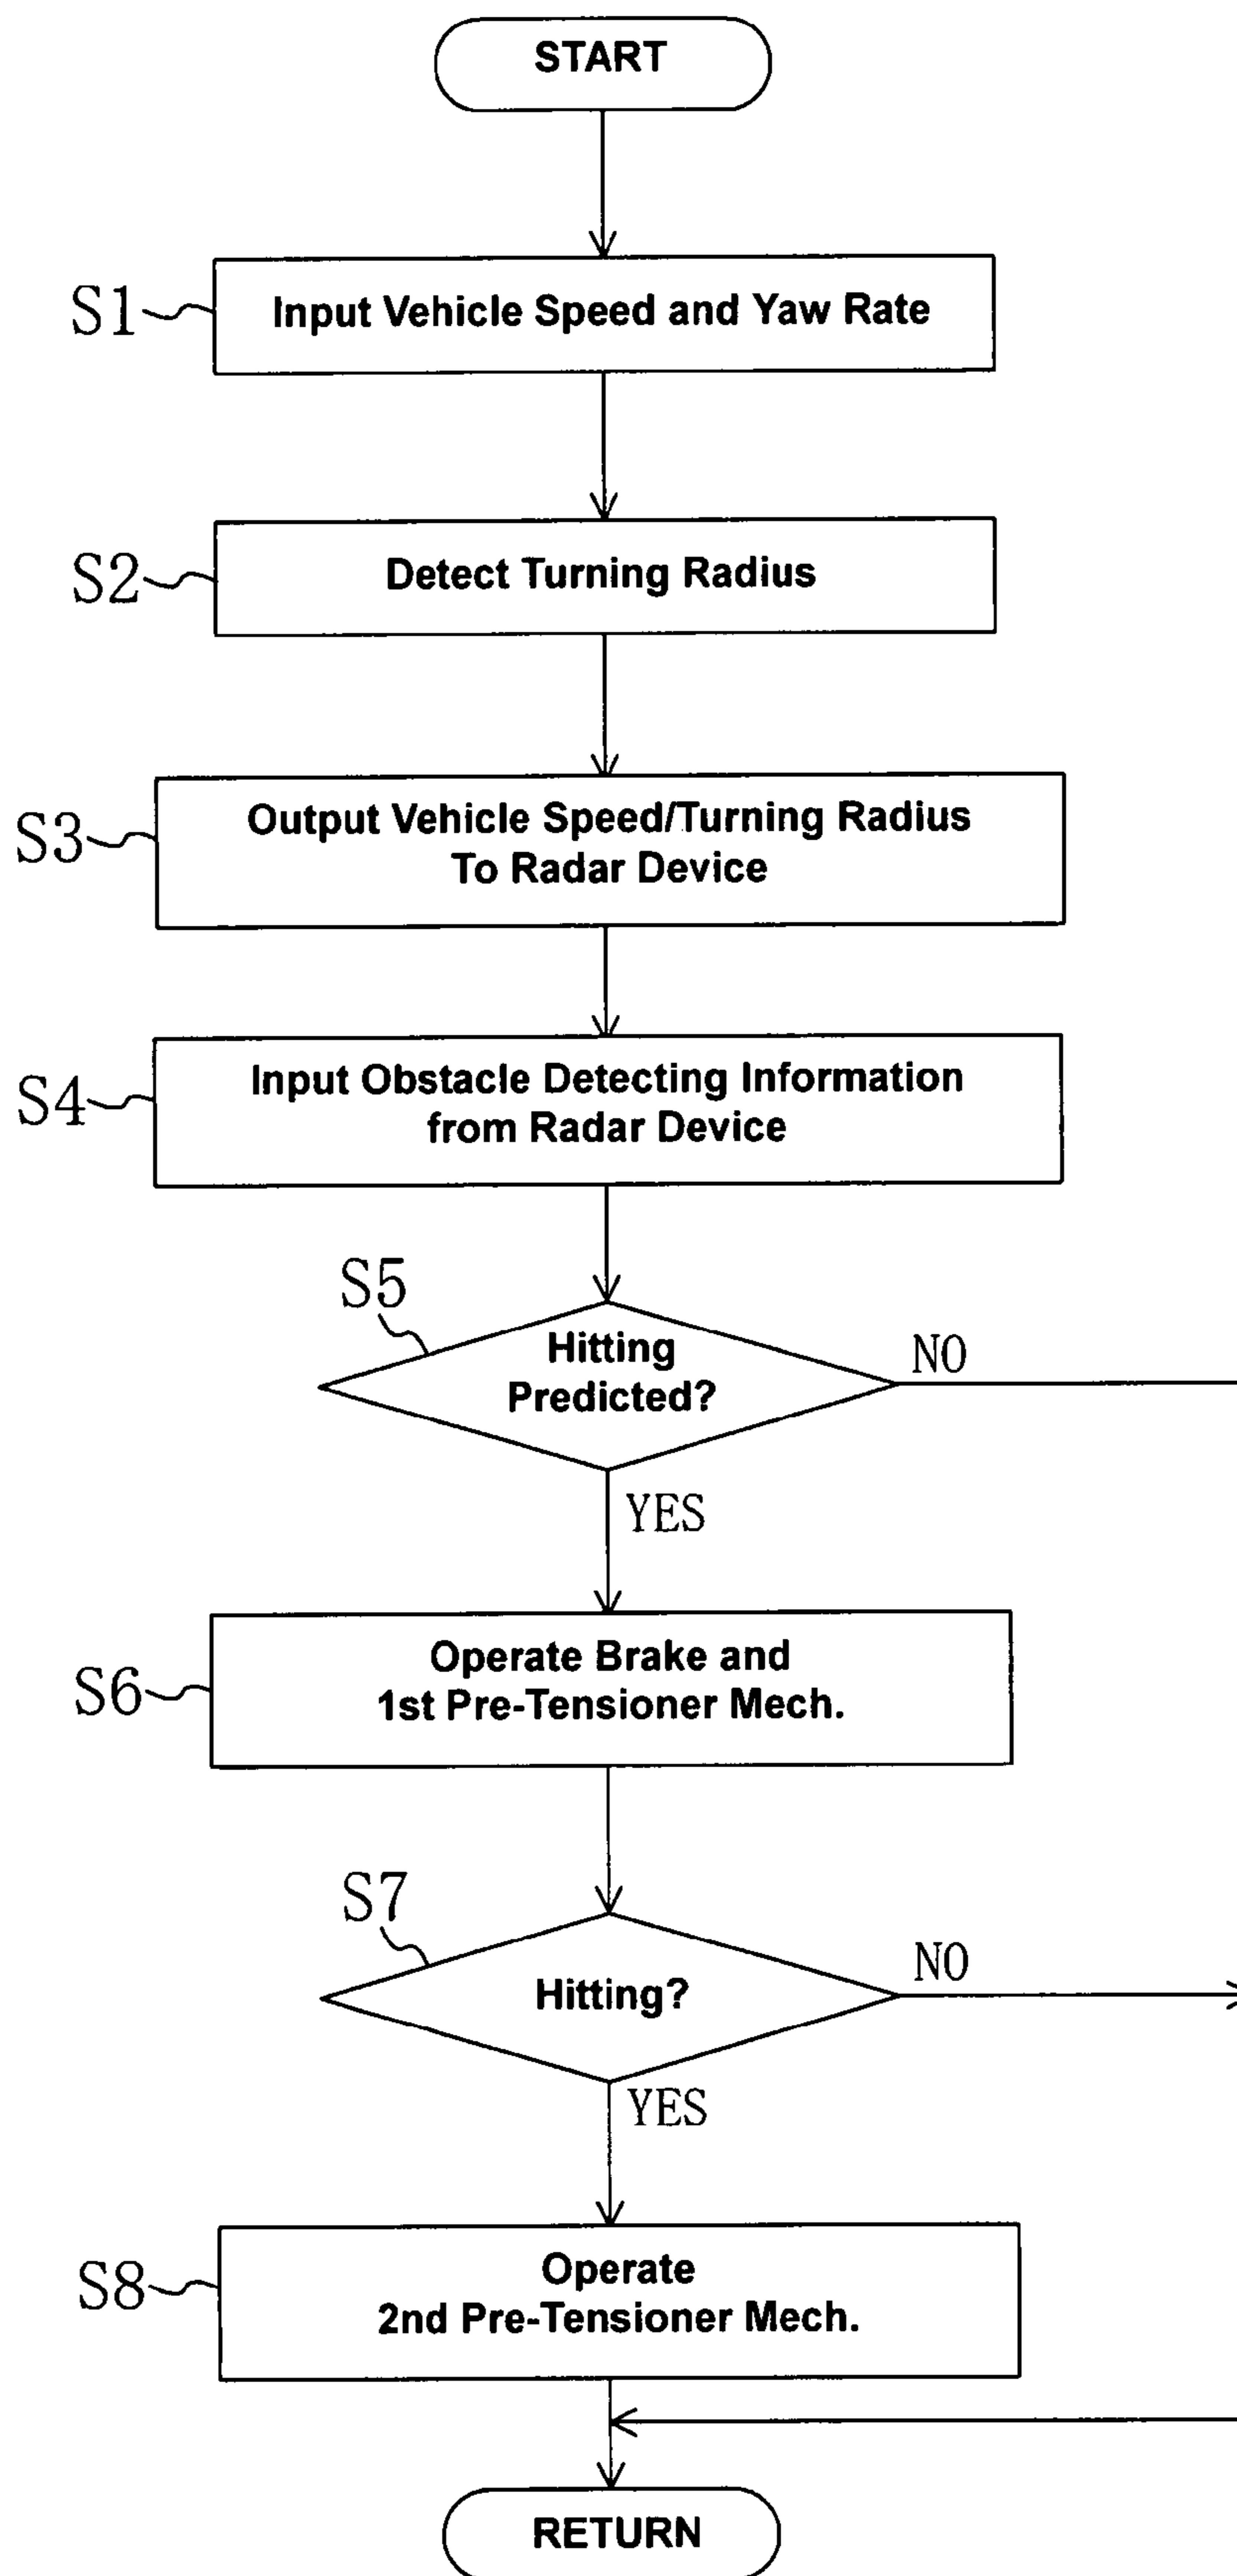 START
S1
Input Vehicle Speed and Yaw Rate
S2
Detect Turning Radius
S3
Output Vehicle Speed/Turning Radius
To Radar Device
S4
Input Obstacle Detecting Information
from Radar Device
S5
Hitting
Predicted?
NO
YES
S6
Operate Brake and
1st Pre-Tensioner Mech.
S7
Hitting?
NO
YES
S8
Operate
2nd Pre-Tensioner Mech.
RETURN